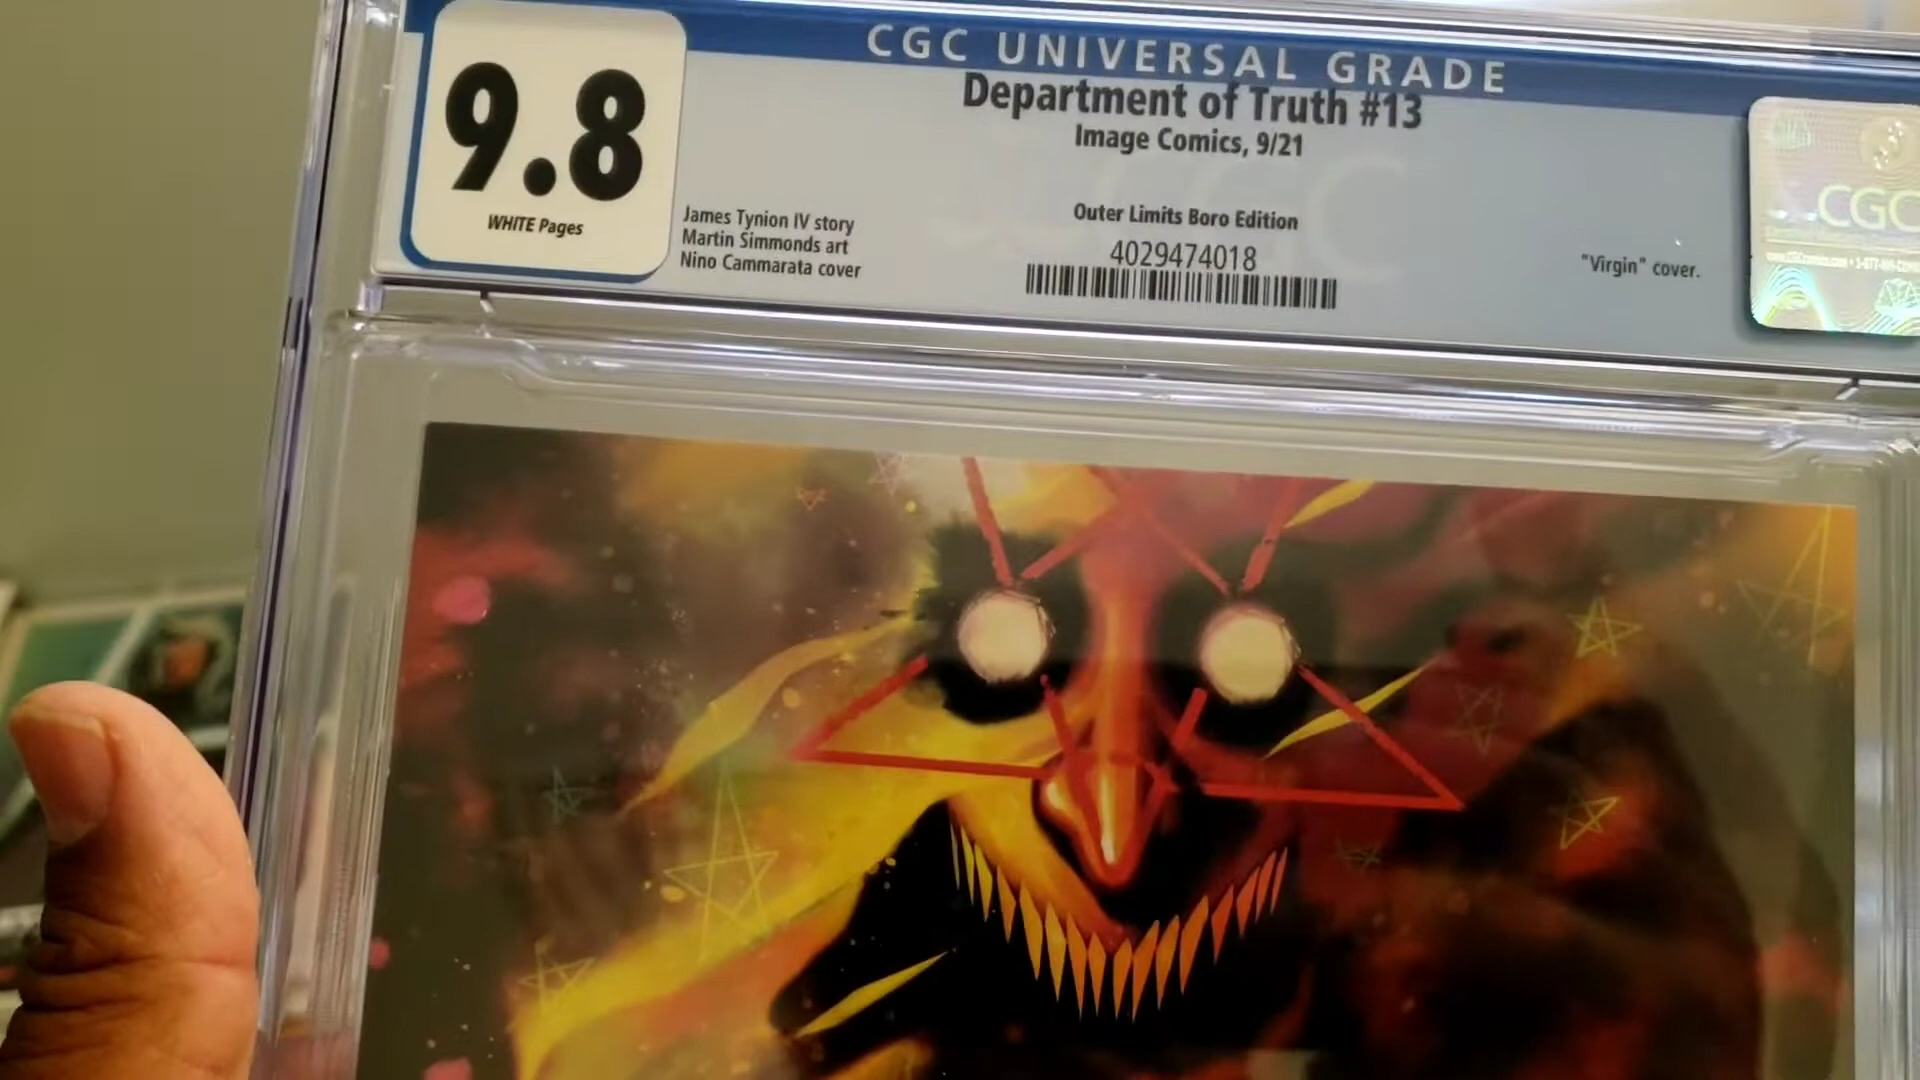 CGC UNIVERSAL GRADE
9.8
WHITE Pages
Department of Truth #13
Image Comics, 9/21
James Tynion IV story
Martin Simmonds art
Nino Cammarata cover
Outer Limits Boro Edition
4029474018
"Virgin" cover.
CGC